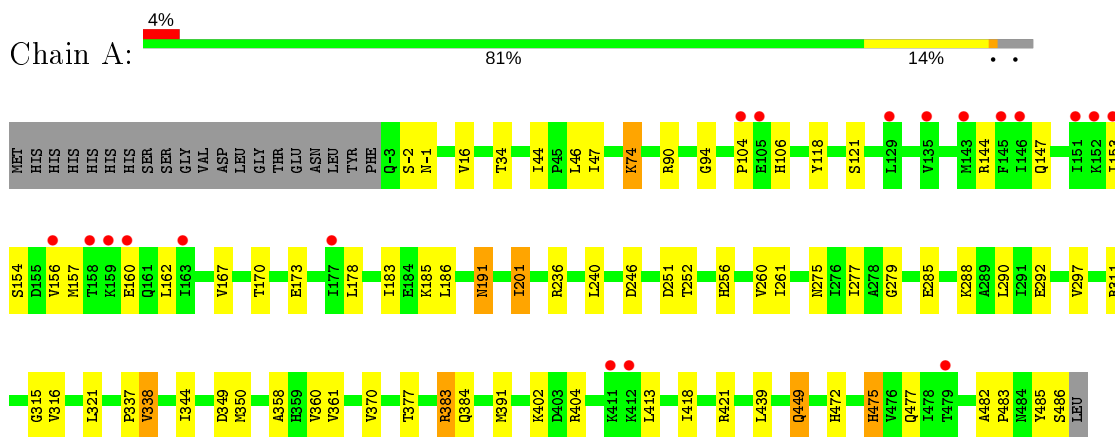 4%
Chain A:
81% 14% • •
MET HIS HIS HIS HIS HIS HIS SER SER GLY VAL ASP LEU GLY THR GLU ASN LEU TYR PHE Q-3 S-2 N-1 V16 T34 I44 P45 L46 I47 K74 R90 G94 P104 E105 H106 Y118 S121 L129 V135 M143 R144 F145 I146 Q147 I151 K152 I153
S154 D155 V156 M157 T158 K159 E160 Q161 L162 I163 V167 T170 E173 I177 L178 I183 E184 K185 L186 N191 I201 R236 L240 D246 D251 T252 H256 V260 I261 N275 I276 I277 A278 G279 E285 K288 A289 L290 I291 E292 V297 R311
G315 V316 L321 P337 V338 I344 D349 M350 A358 H359 V360 V361 V370 T377 R383 Q384 M391 K402 D403 R404 K411 K412 L413 I418 R421 L439 Q449 H472 H475 V476 Q477 I478 T479 A482 P483 N484 Y485 S486 LEU